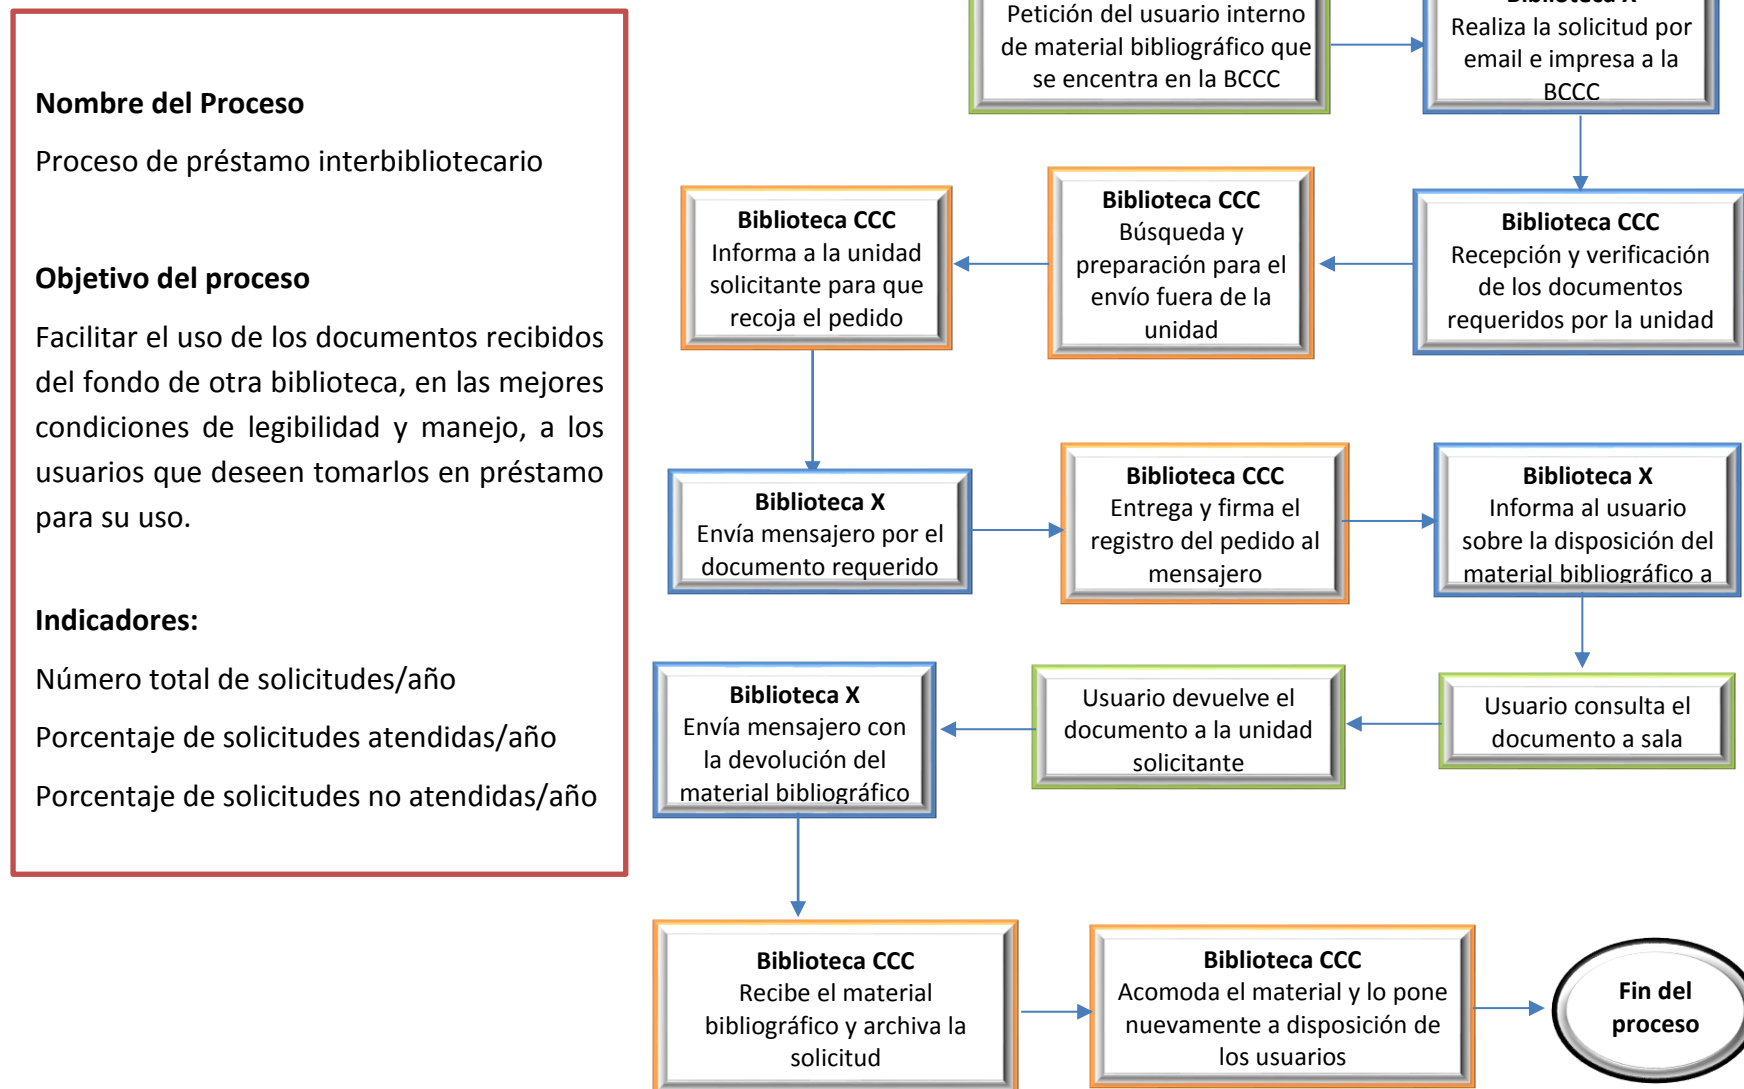 Nombre del Proceso
Proceso de préstamo interbibliotecario
Objetivo del proceso
Facilitar el uso de los documentos recibidos
del fondo de otra biblioteca, en las mejores
condiciones de legibilidad y manejo, a los
usuarios que deseen tomarlos en préstamo
para su uso.
Indicadores:
Número total de solicitudes/año
Porcentaje de solicitudes atendidas/año
Porcentaje de solicitudes no atendidas/año
Petición del usuario interno
de material bibliográfico que
se encentra en la BCCC
Biblioteca X
Realiza la solicitud por
email e impresa a la
BCCC
Biblioteca CCC
Recepción y verificación
de los documentos
requeridos por la unidad
Biblioteca CCC
Búsqueda y
preparación para el
envío fuera de la
unidad
Biblioteca CCC
Informa a la unidad
solicitante para que
recoja el pedido
Biblioteca X
Envía mensajero por el
documento requerido
Biblioteca CCC
Entrega y firma el
registro del pedido al
mensajero
Biblioteca X
Informa al usuario
sobre la disposición del
material bibliográfico a
Usuario consulta el
documento a sala
Usuario devuelve el
documento a la unidad
solicitante
Biblioteca X
Envía mensajero con
la devolución del
material bibliográfico
Biblioteca CCC
Recibe el material
bibliográfico y archiva la
solicitud
Biblioteca CCC
Acomoda el material y lo pone
nuevamente a disposición de
los usuarios
Fin del
proceso